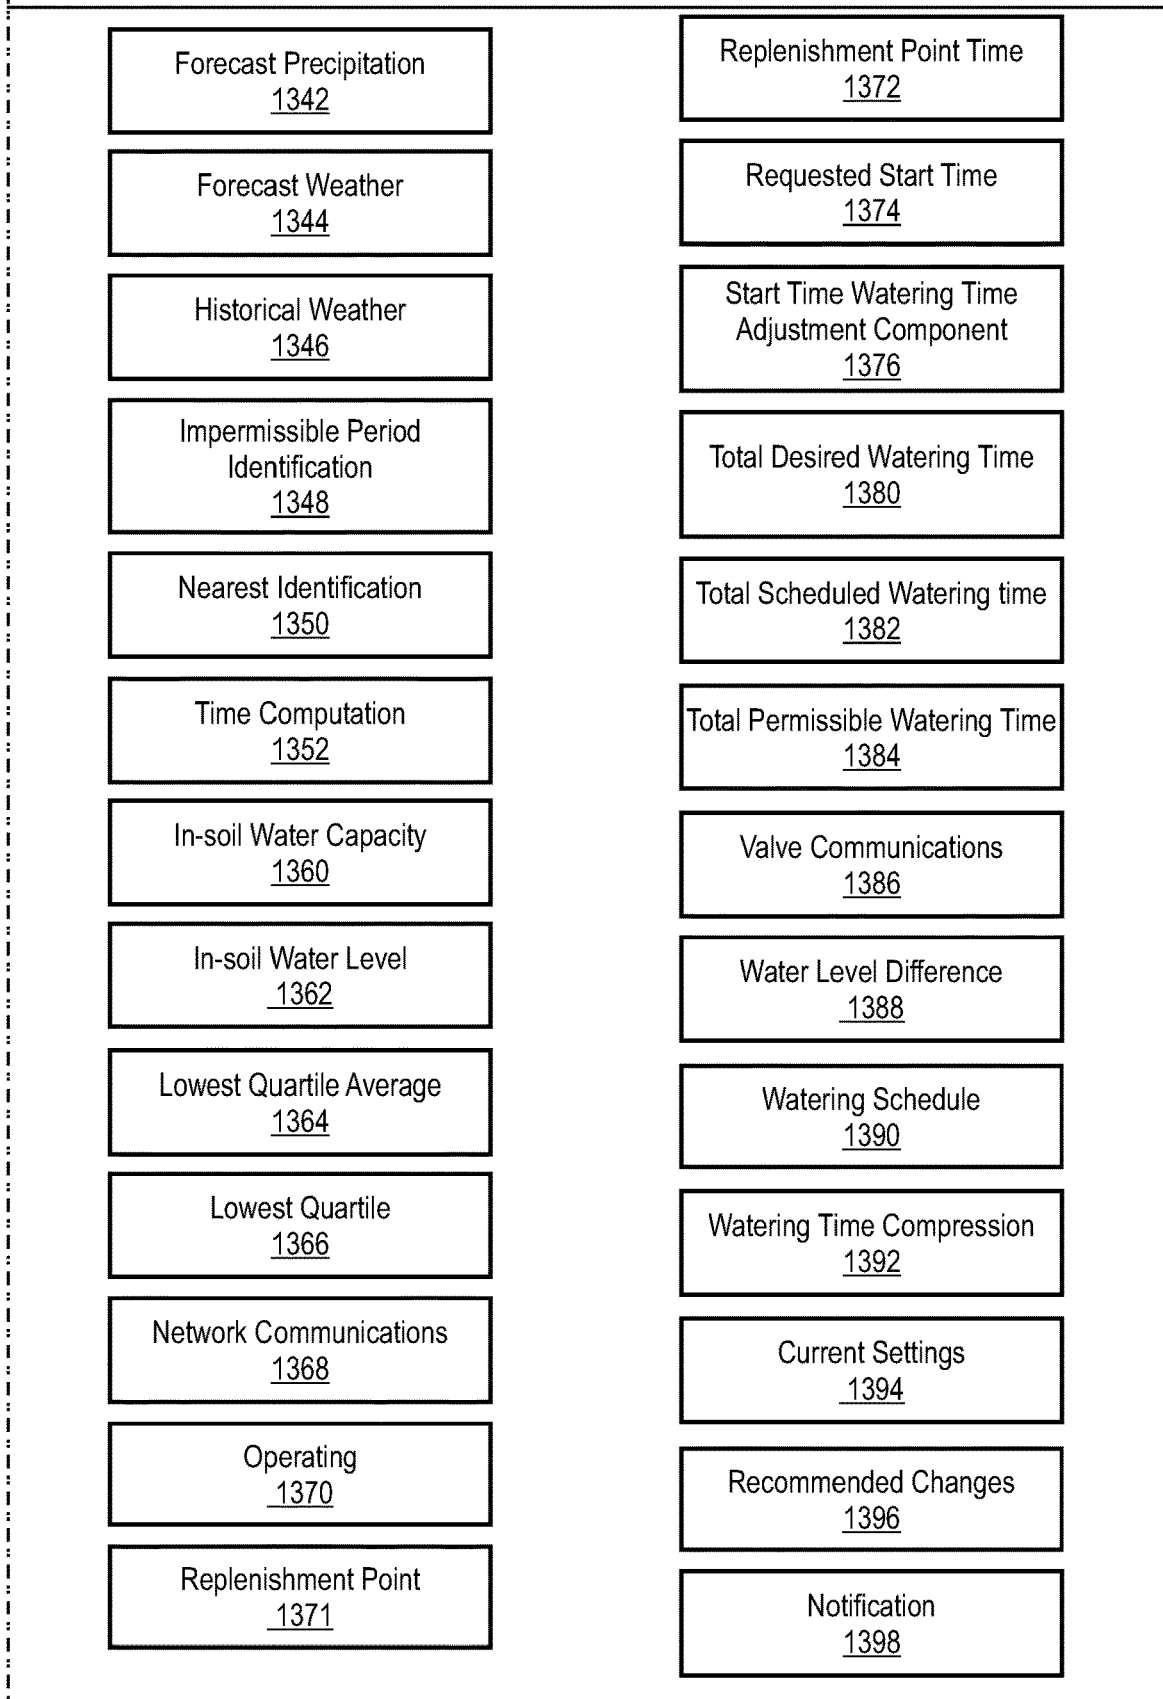 Forecast Precipitation
1342
Forecast Weather
1344
Historical Weather
1346
Impermissible Period
Identification
1348
Nearest Identification
1350
Time Computation
1352
In-soil Water Capacity
1360
In-soil Water Level
1362
Lowest Quartile Average
1364
Lowest Quartile
1366
Network Communications
1368
Operating
1370
Replenishment Point
1371
Replenishment Point Time
1372
Requested Start Time
1374
Start Time Watering Time
Adjustment Component
1376
Total Desired Watering Time
1380
Total Scheduled Watering time
1382
Total Permissible Watering Time
1384
Valve Communications
1386
Water Level Difference
1388
Watering Schedule
1390
Watering Time Compression
1392
Current Settings
1394
Recommended Changes
1396
Notification
1398